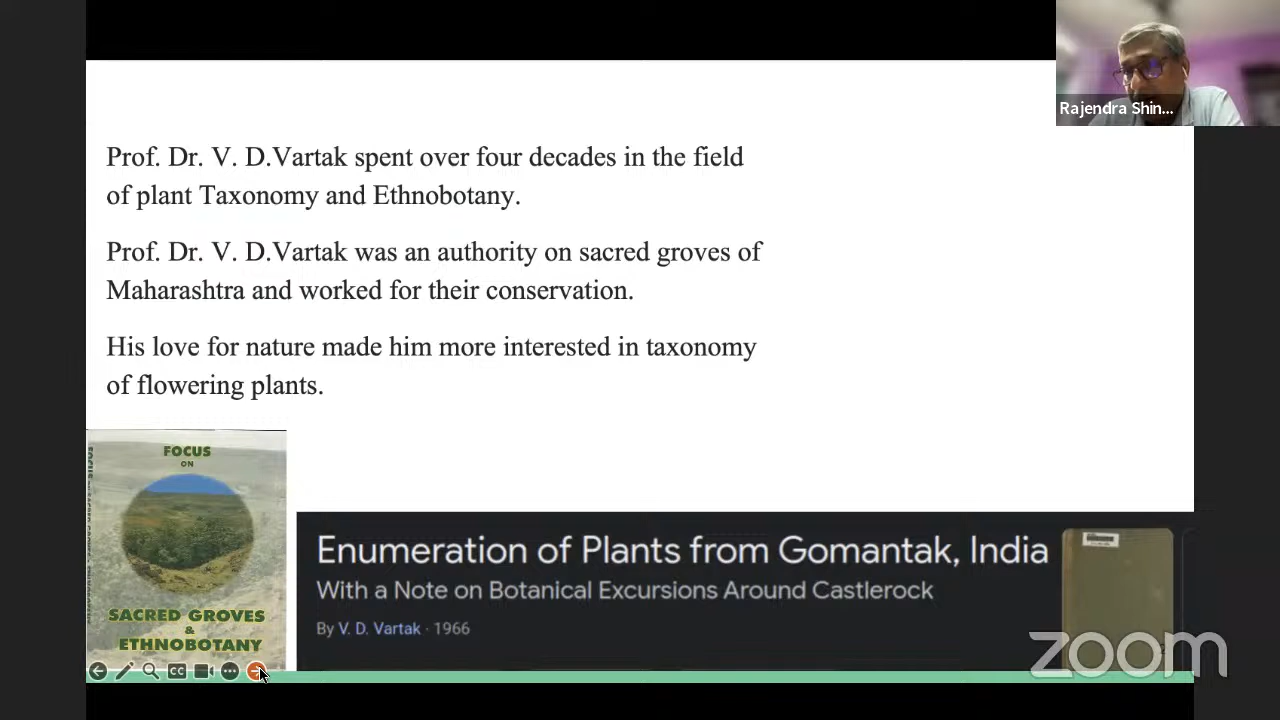 Rajendra Shin...
Prof. Dr. V. D.Vartak spent over four decades in the field
of plant Taxonomy and Ethnobotany.
Prof. Dr. V. D.Vartak was an authority on sacred groves of
Maharashtra and worked for their conservation.
His love for nature made him more interested in taxonomy
of flowering plants.
FOCUS
ON
SACRED GROVES
&
ETHNOBOTANY
Enumeration of Plants from Gomantak, India
With a Note on Botanical Excursions Around Castlerock
By V. D. Vartak · 1966
CC
zoom